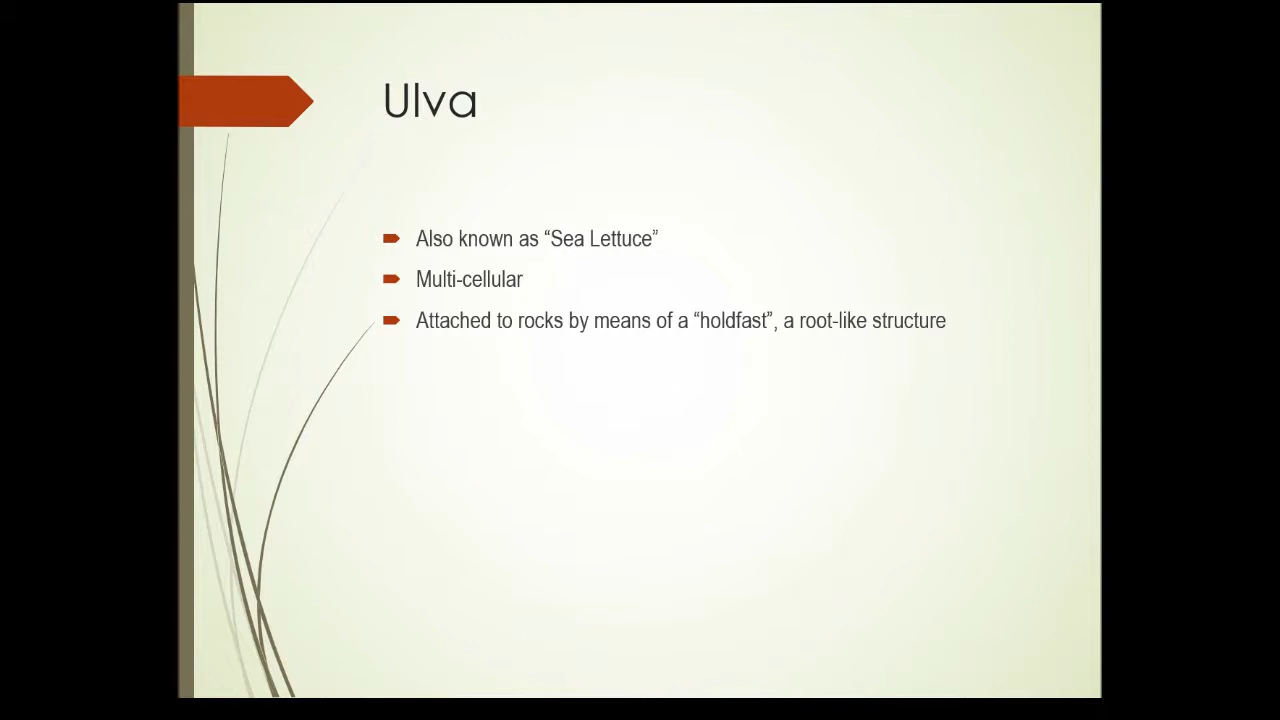 Ulva
Also known as “Sea Lettuce”
Multi-cellular
Attached to rocks by means of a “holdfast”, a root-like structure